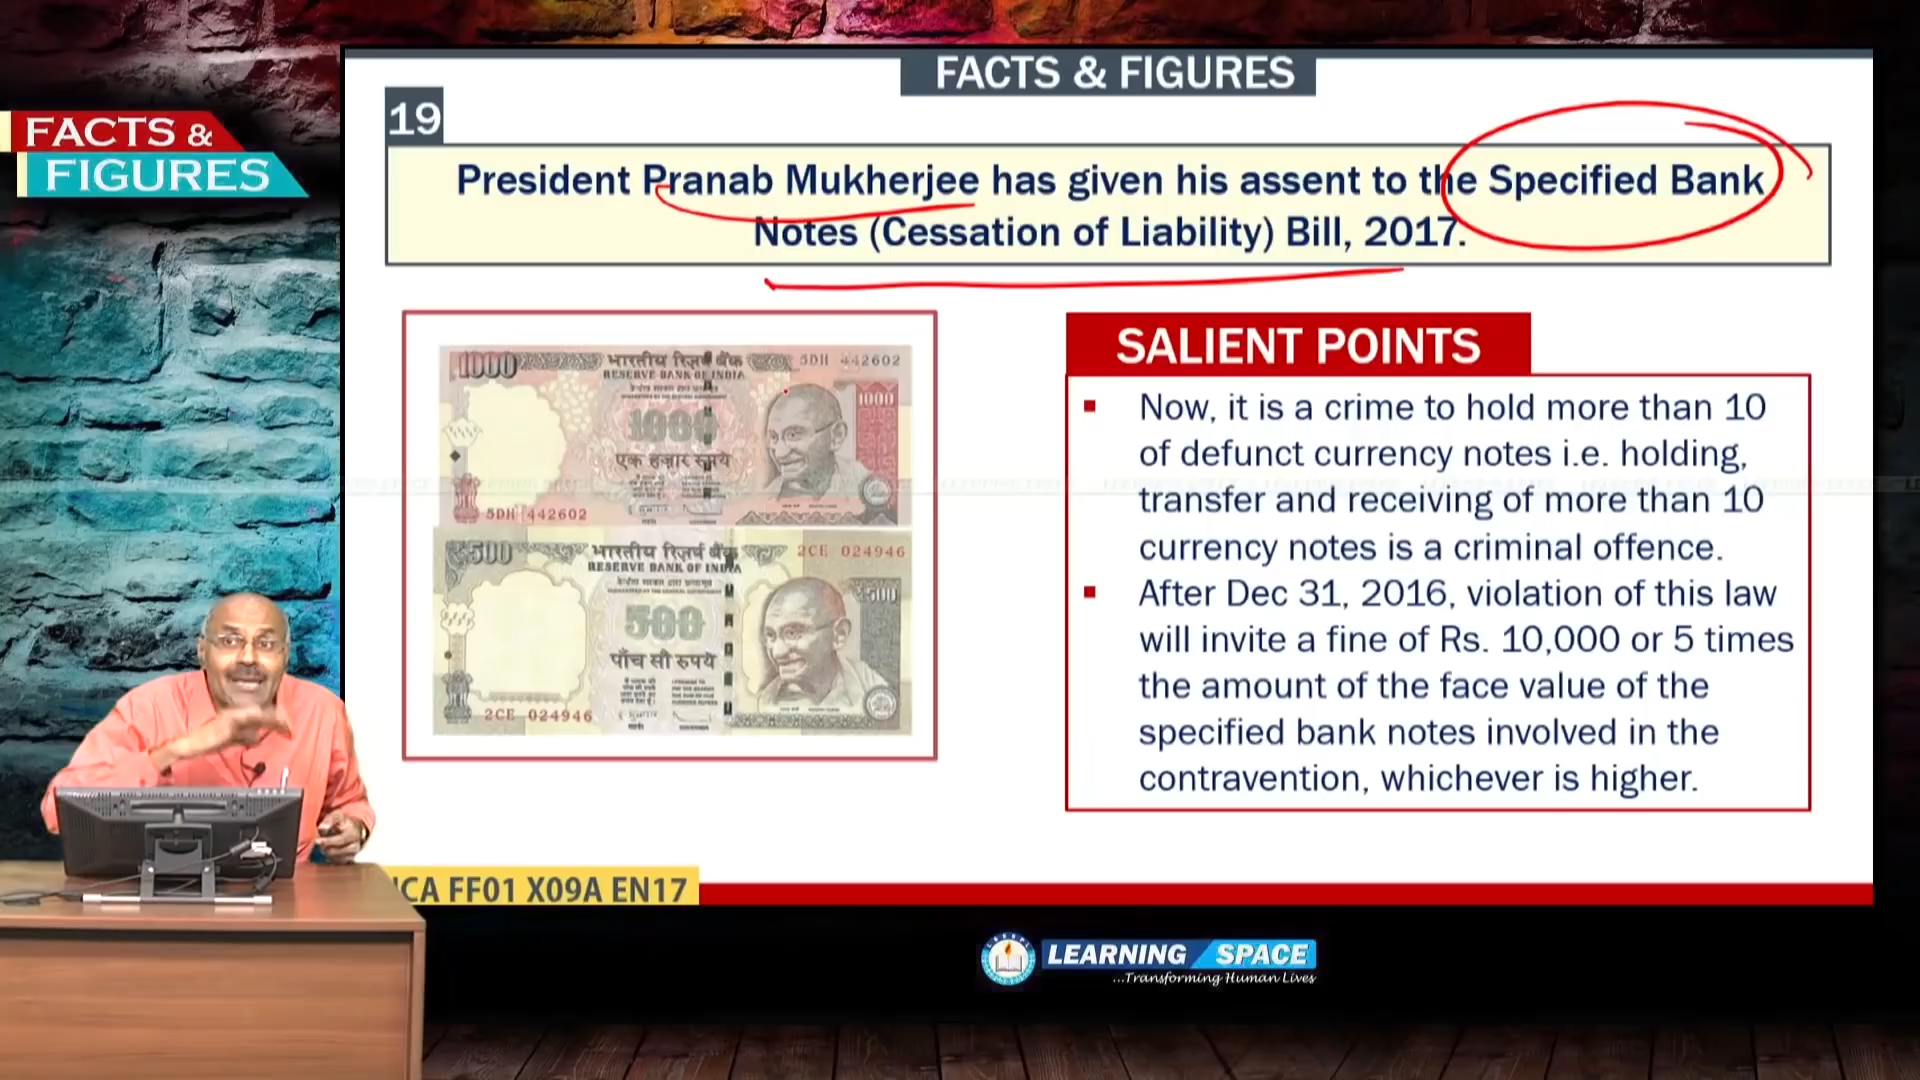 FACTS & FIGURES
FACTS &
FIGURES
19
President Pranab Mukherjee has given his assent to the Specified Bank
Notes (Cessation of Liability) Bill, 2017.
1000
भारतीय रिज़र्व बैंक
5DH 442602
RESERVE BANK OF INDIA
1000
1000
एक हज़ार रुपये
5DH 442602
₹500
भारतीय रिज़र्व बैंक
2CE 024946
RESERVE BANK OF INDIA
₹500
500
पाँच सौ रुपये
2CE 024946
SALIENT POINTS
▪ Now, it is a crime to hold more than 10
of defunct currency notes i.e. holding,
transfer and receiving of more than 10
currency notes is a criminal offence.
▪ After Dec 31, 2016, violation of this law
will invite a fine of Rs. 10,000 or 5 times
the amount of the face value of the
specified bank notes involved in the
contravention, whichever is higher.
CA FF01 X09A EN17
LEARNING SPACE
...Transforming Human Lives